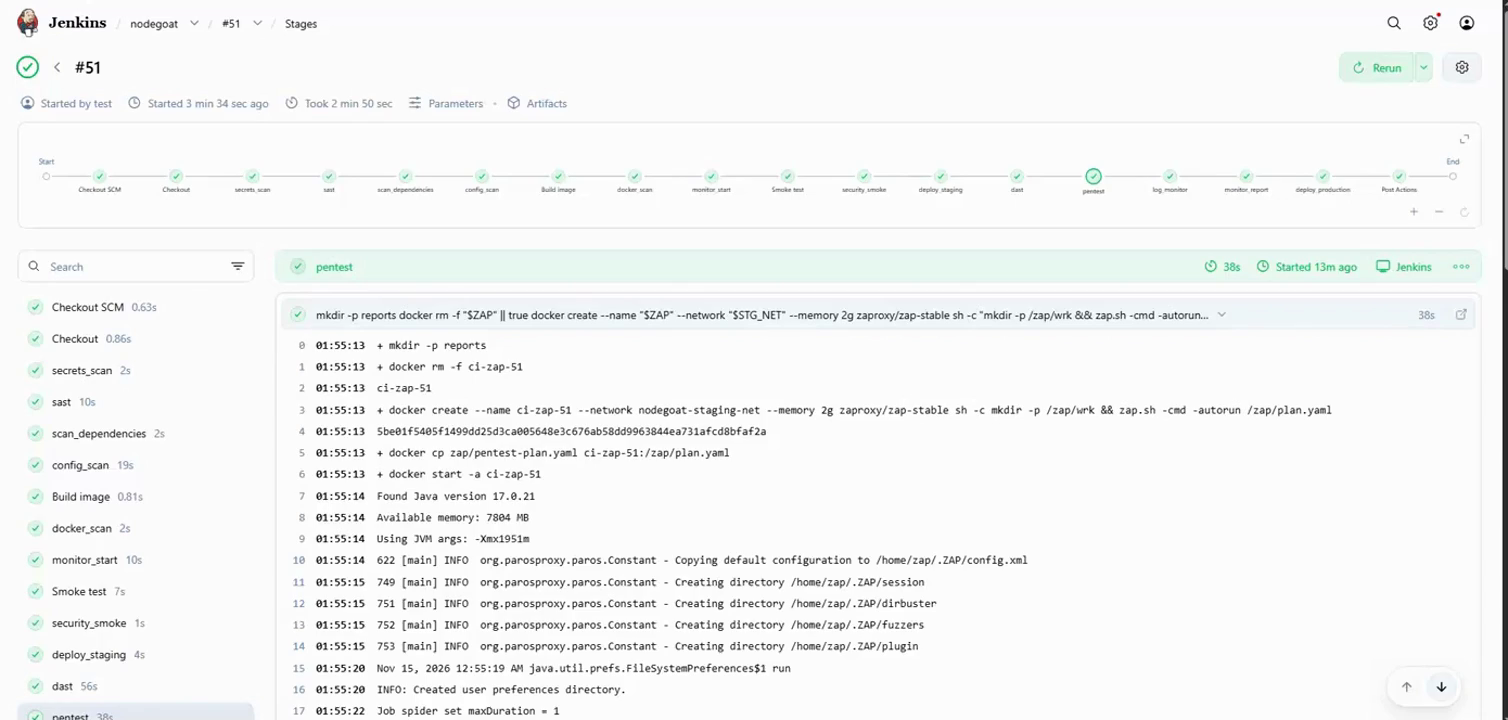 Jenkins / nodegoat / #51 / Stages
#51
Rerun
Started by test Started 3 min 34 sec ago Took 2 min 50 sec Parameters Artifacts
Start
End
Checkout SCM Checkout secrets_scan sast scan_dependencies config_scan Build image docker_scan monitor_start Smoke test security_smoke deploy_staging dast pentest log_monitor monitor_report deploy_production Post Actions
Search
Checkout SCM 0.63s
Checkout 0.86s
secrets_scan 2s
sast 10s
scan_dependencies 2s
config_scan 19s
Build image 0.81s
docker_scan 2s
monitor_start 10s
Smoke test 7s
security_smoke 1s
deploy_staging 4s
dast 56s
pentest 38s
pentest 38s Started 13m ago Jenkins
mkdir -p reports docker rm -f "$ZAP" || true docker create --name "$ZAP" --network "$STG_NET" --memory 2g zaproxy/zap-stable sh -c "mkdir -p /zap/wrk && zap.sh -cmd -autorun... 38s
0 01:55:13 + mkdir -p reports
1 01:55:13 + docker rm -f ci-zap-51
2 01:55:13 ci-zap-51
3 01:55:13 + docker create --name ci-zap-51 --network nodegoat-staging-net --memory 2g zaproxy/zap-stable sh -c mkdir -p /zap/wrk && zap.sh -cmd -autorun /zap/plan.yaml
4 01:55:13 5be01f5405f1499dd25d3ca005648e3c676ab58dd9963844ea731afcd8bfaf2a
5 01:55:13 + docker cp zap/pentest-plan.yaml ci-zap-51:/zap/plan.yaml
6 01:55:13 + docker start -a ci-zap-51
7 01:55:14 Found Java version 17.0.21
8 01:55:14 Available memory: 7804 MB
9 01:55:14 Using JVM args: -Xmx1951m
10 01:55:14 622 [main] INFO org.parosproxy.paros.Constant - Copying default configuration to /home/zap/.ZAP/config.xml
11 01:55:15 749 [main] INFO org.parosproxy.paros.Constant - Creating directory /home/zap/.ZAP/session
12 01:55:15 751 [main] INFO org.parosproxy.paros.Constant - Creating directory /home/zap/.ZAP/dirbuster
13 01:55:15 752 [main] INFO org.parosproxy.paros.Constant - Creating directory /home/zap/.ZAP/fuzzers
14 01:55:15 753 [main] INFO org.parosproxy.paros.Constant - Creating directory /home/zap/.ZAP/plugin
15 01:55:20 Nov 15, 2026 12:55:19 AM java.util.prefs.FileSystemPreferences$1 run
16 01:55:20 INFO: Created user preferences directory.
17 01:55:22 Job spider set maxDuration = 1